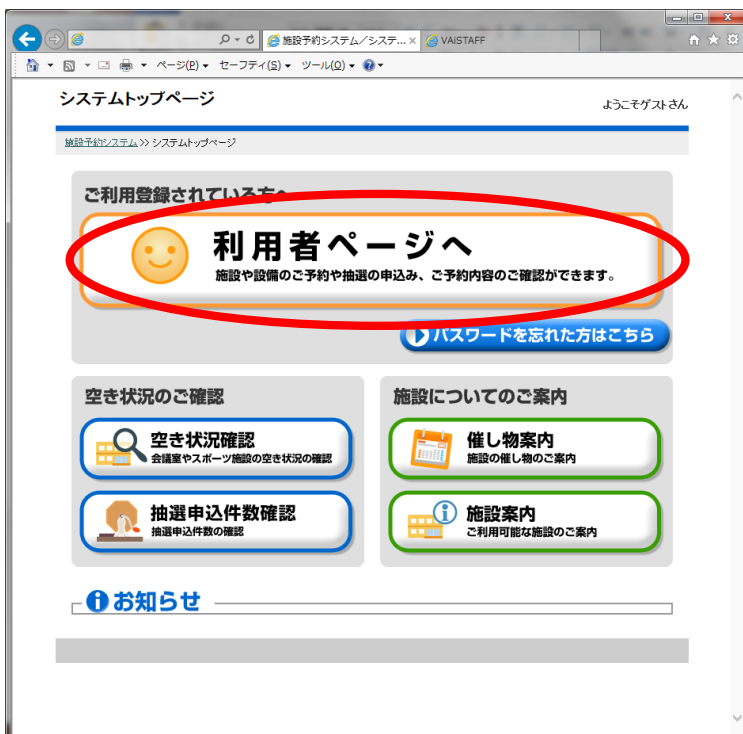 施設予約システム／システ... ×
VAiSTAFF
ページ(P) セーフティ(S) ツール(O)
システムトップページ
ようこそゲストさん
施設予約システム >> システムトップページ
ご利用登録されている方へ
利用者ページへ
施設や設備のご予約や抽選の申込み、ご予約内容のご確認ができます。
パスワードを忘れた方はこちら
空き状況のご確認
空き状況確認
会議室やスポーツ施設の空き状況の確認
抽選申込件数確認
抽選申込件数の確認
施設についてのご案内
催し物案内
施設の催し物のご案内
施設案内
ご利用可能な施設のご案内
お知らせ